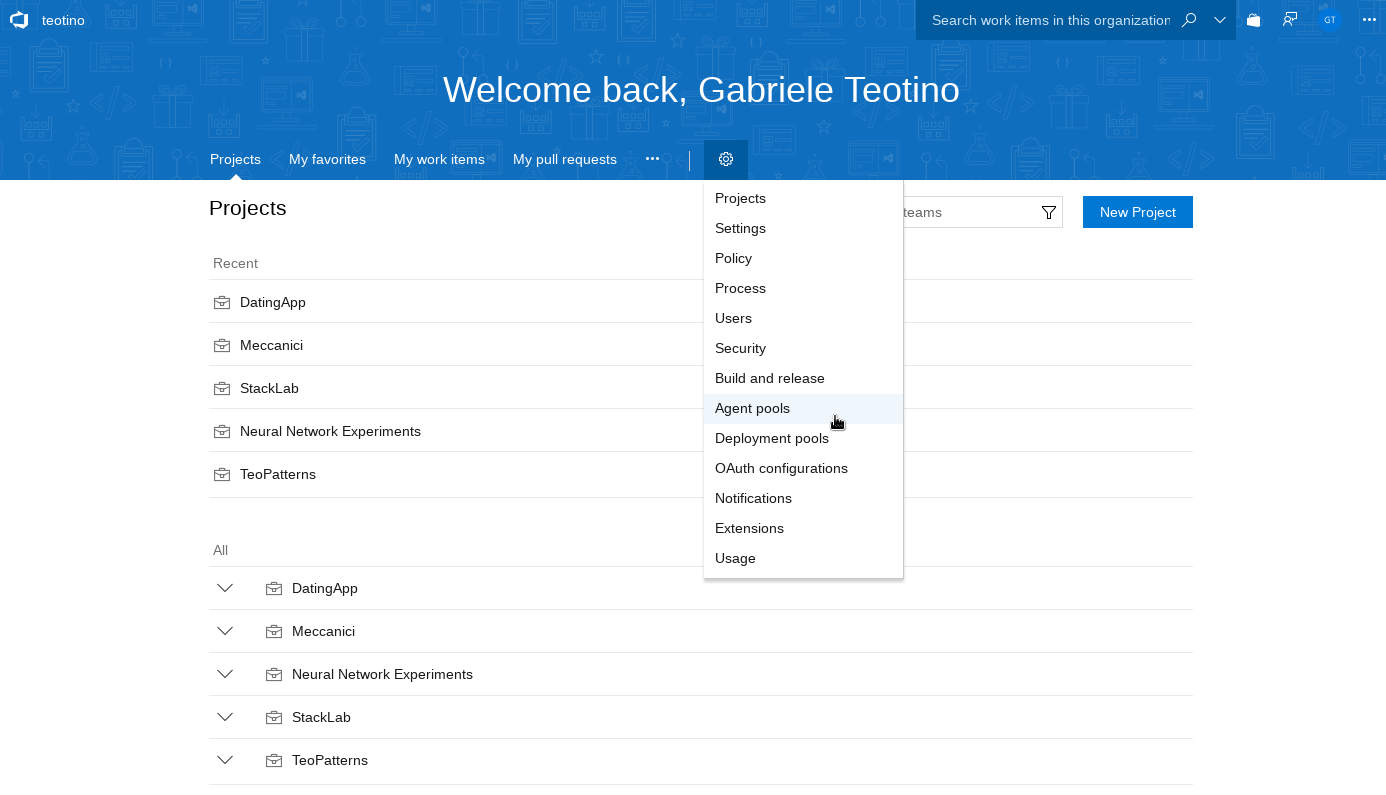 teotino
Search work items in this organization
GT
Welcome back, Gabriele Teotino
Projects
My favorites
My work items
My pull requests
Projects
teams
New Project
Recent
DatingApp
Meccanici
StackLab
Neural Network Experiments
TeoPatterns
Projects
Settings
Policy
Process
Users
Security
Build and release
Agent pools
Deployment pools
OAuth configurations
Notifications
Extensions
Usage
All
DatingApp
Meccanici
Neural Network Experiments
StackLab
TeoPatterns